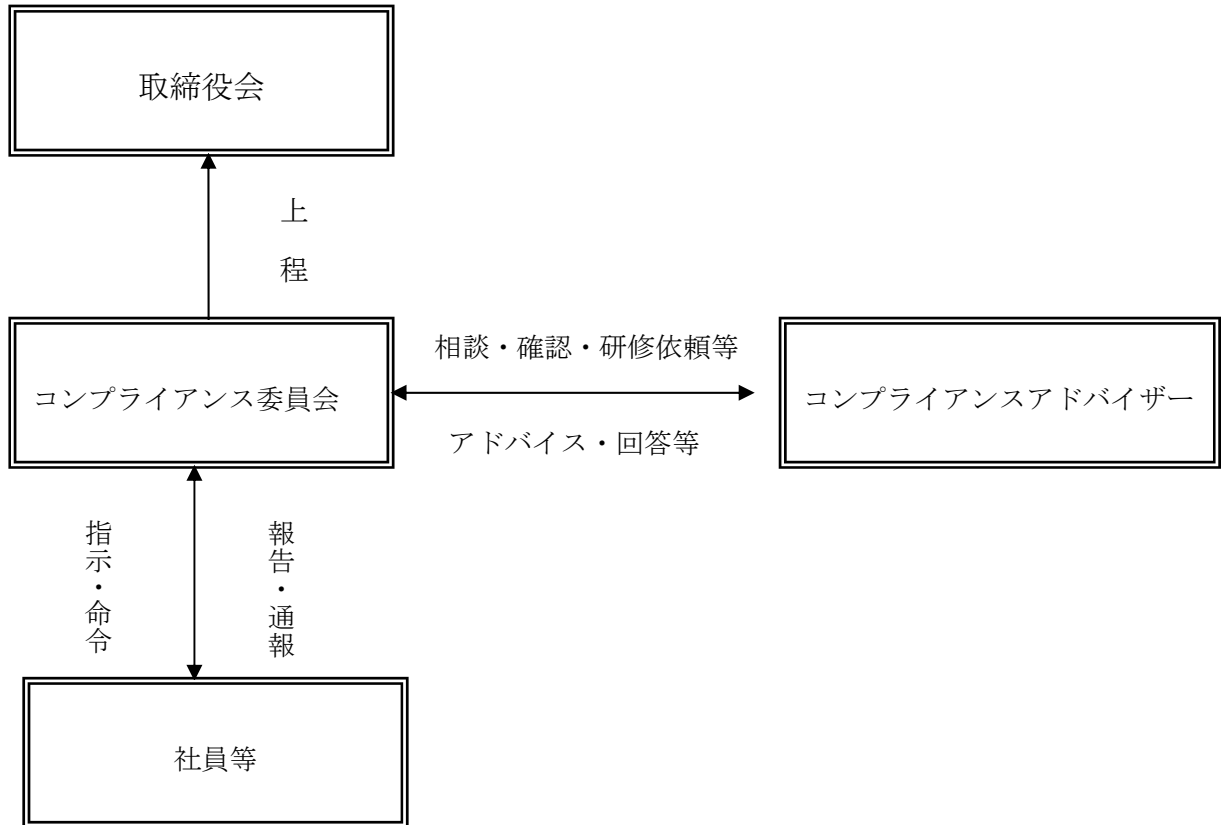 取締役会
上程
コンプライアンス委員会
相談・確認・研修依頼等
アドバイス・回答等
コンプライアンスアドバイザー
指示・命令
報告・通報
社員等